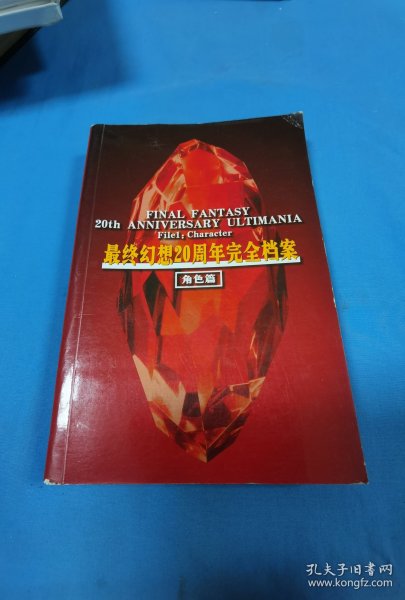 FINAL FANTASY
20th ANNIVERSARY ULTIMANIA
File1: Character
最终幻想20周年完全档案
角色篇
孔夫子旧书网
www.kongfz.com